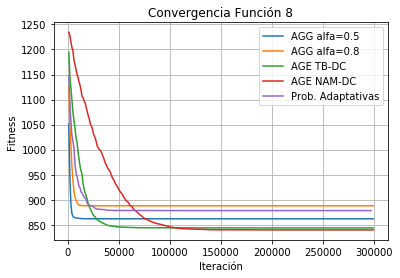 Convergencia Función 8
1250
1200
1150
1100
1050
1000
950
900
850
Fitness
AGG alfa=0.5
AGG alfa=0.8
AGE TB-DC
AGE NAM-DC
Prob. Adaptativas
0 50000 100000 150000 200000 250000 300000
Iteración